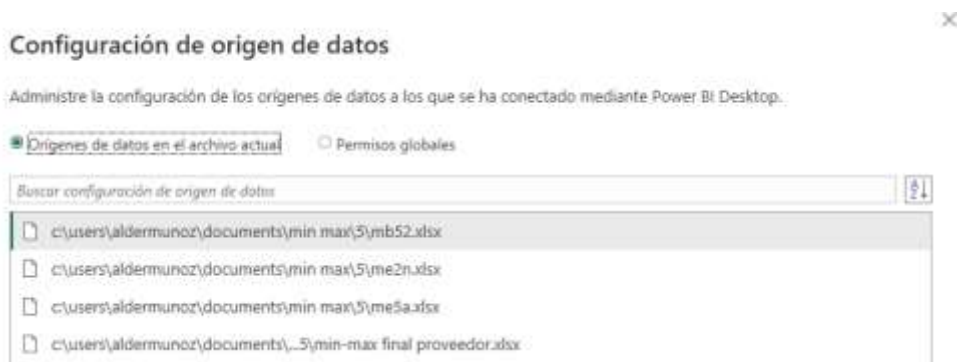 Configuración de origen de datos
Administre la configuración de los orígenes de datos a los que se ha conectado mediante Power BI Desktop.
Orígenes de datos en el archivo actual Permisos globales
Buscar configuración de origen de datos
c:\users\aldermunoz\documents\min max\5\mb52.xlsx
c:\users\aldermunoz\documents\min max\5\me2n.xlsx
c:\users\aldermunoz\documents\min max\5\me5a.xlsx
c:\users\aldermunoz\documents\...5\min-max final proveedor.xlsx